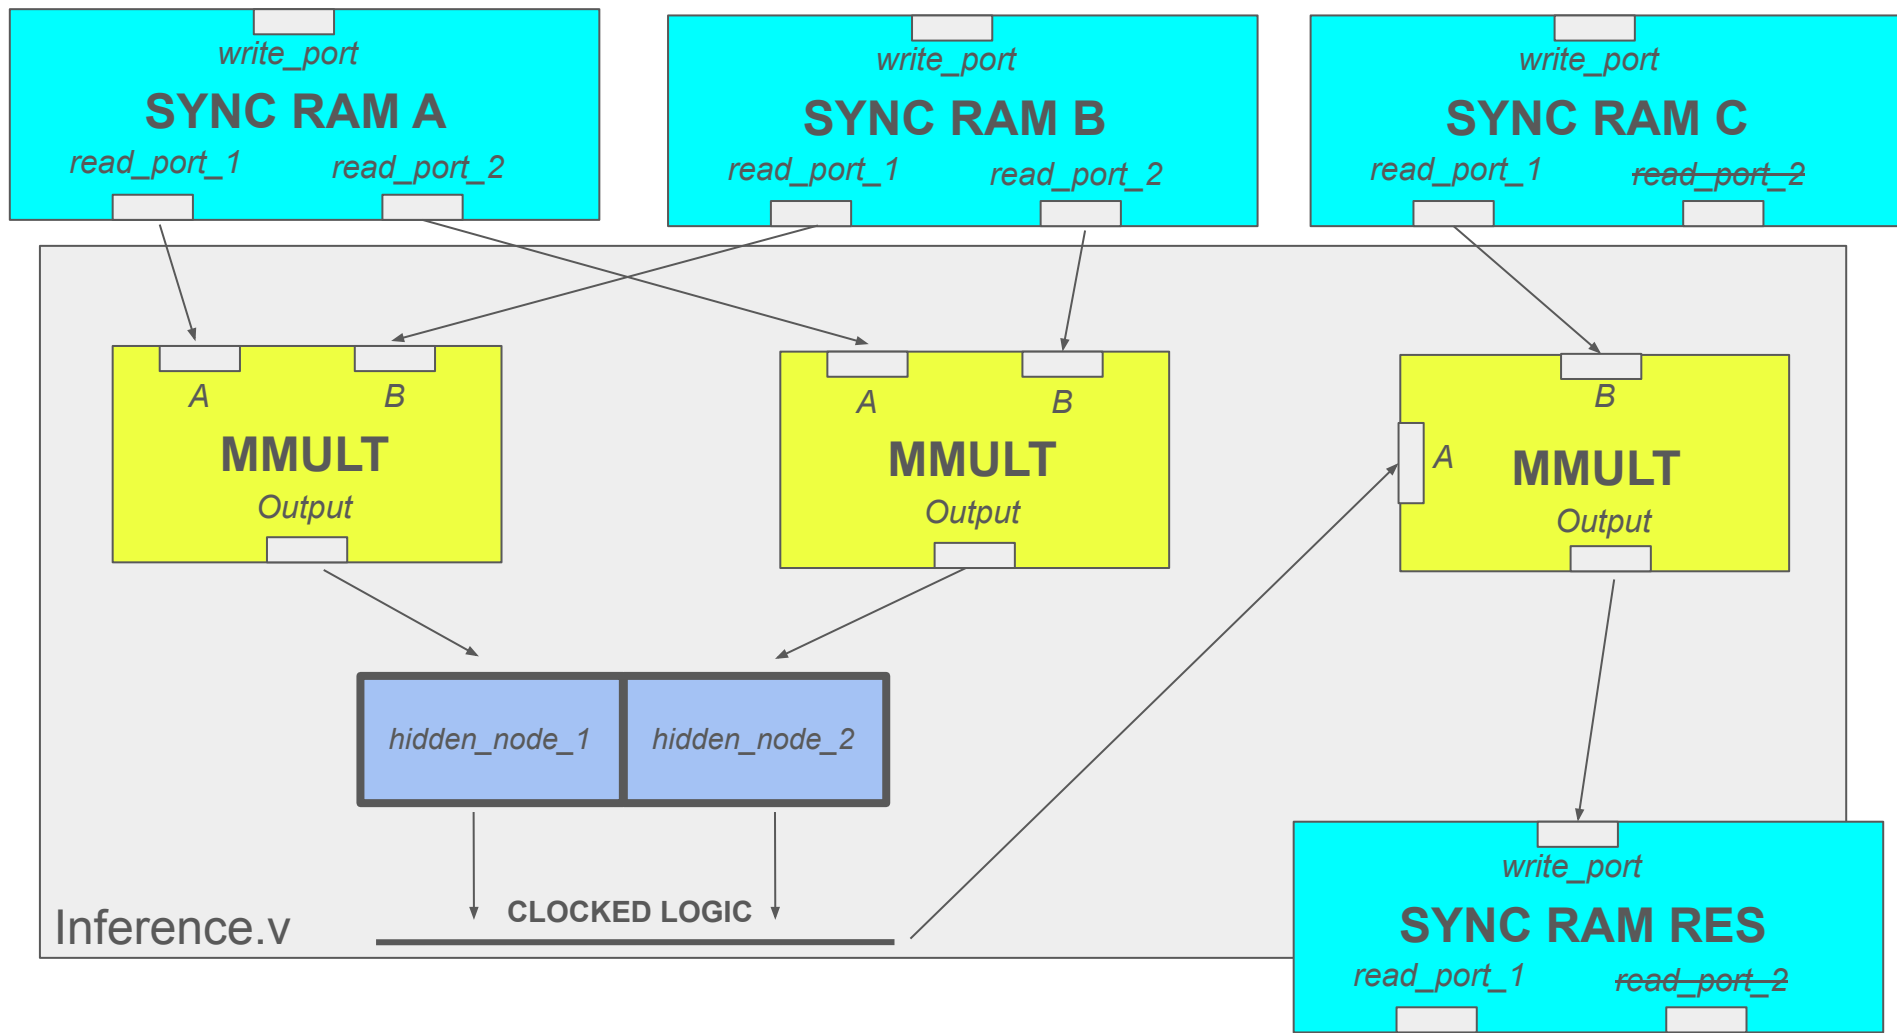 write_port
SYNC RAM A
read_port_1
read_port_2
write_port
SYNC RAM B
read_port_1
read_port_2
write_port
SYNC RAM C
read_port_1
read_port_2
A
B
MMULT
Output
A
B
MMULT
Output
B
A
MMULT
Output
hidden_node_1
hidden_node_2
CLOCKED LOGIC
Inference.v
write_port
SYNC RAM RES
read_port_1
read_port_2